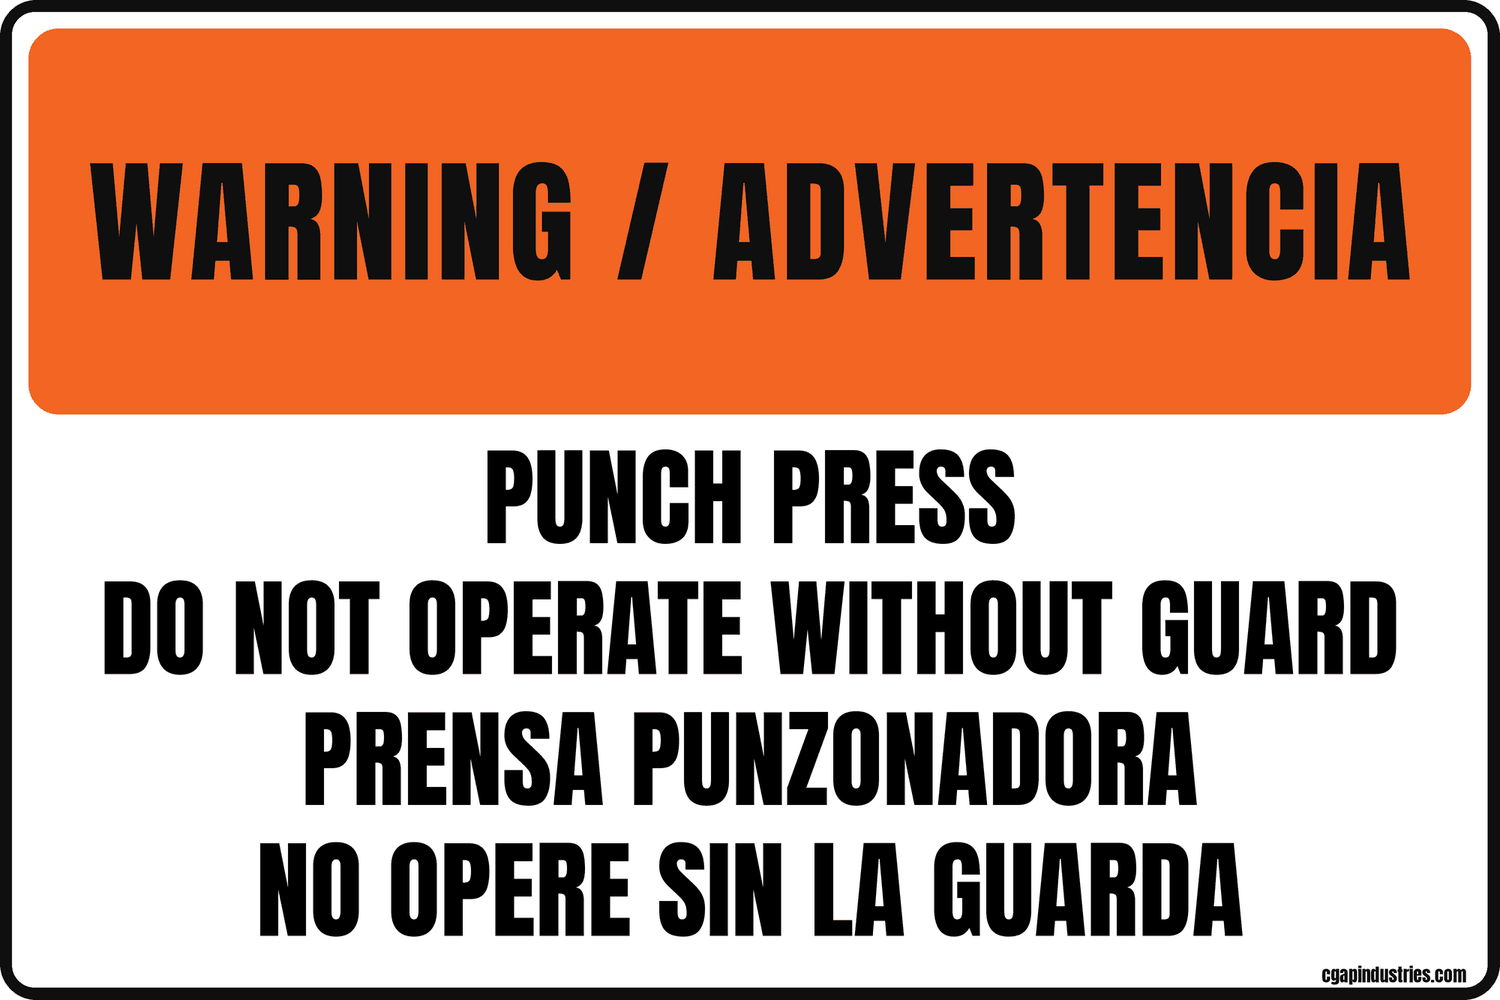 WARNING / ADVERTENCIA
PUNCH PRESS
DO NOT OPERATE WITHOUT GUARD
PRENSA PUNZONADORA
NO OPERE SIN LA GUARDA
cgapindustries.com